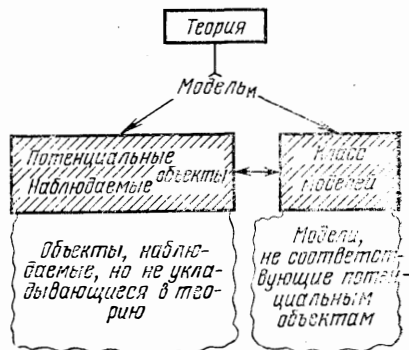 Теория
Модельм
Потенциальные
Наблюдаемые
объекты
Класс
моделей
Объекты, наблю-
даемые, но не укла-
дывающиеся в тео-
рию
Модели,
не соответст-
вующие потен-
циальным
объектам